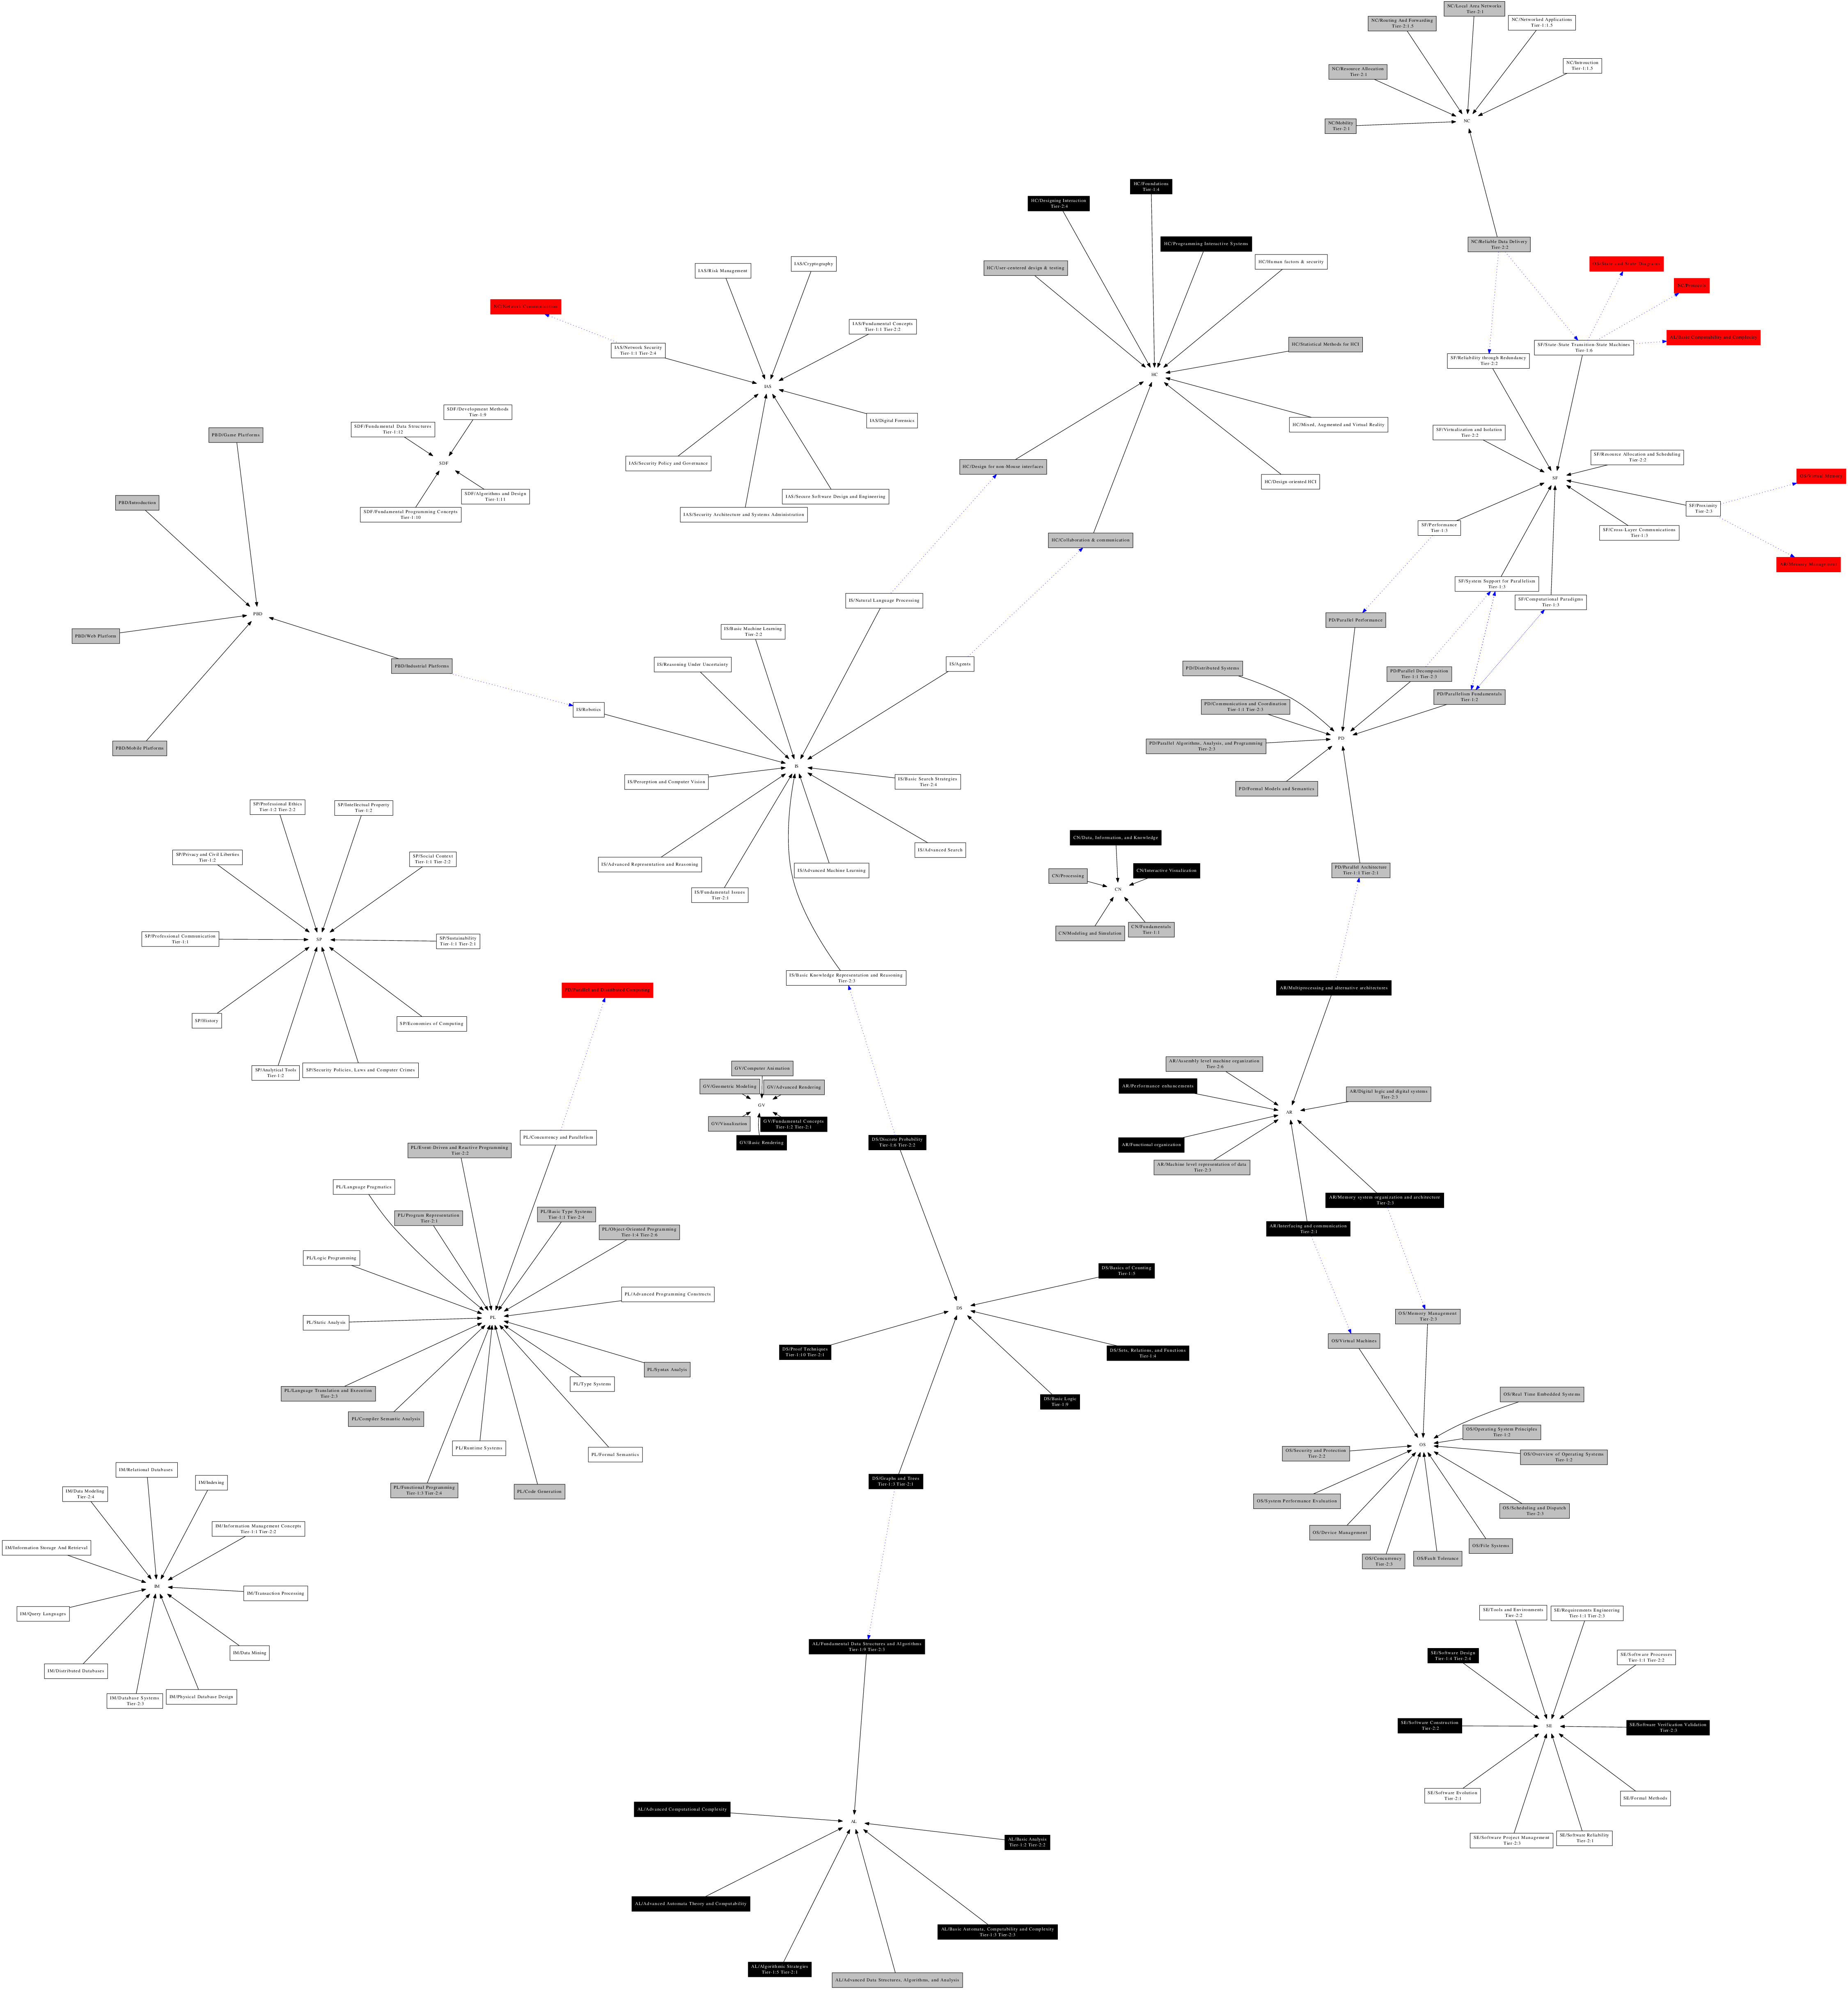 NC/Local Area Networks
Tier-2:1
NC/Routing And Forwarding
Tier 2:1.5
NC/Networked Applications
Tier-1:1.5
NC/Resource Allocation
Tier 2:1
NC/Introduction
Tier-1:1.5
NC/Mobility
Tier-2:1
NC
HC/Foundations
Tier-1:4
HC/Designing Interaction
Tier-2:4
HC/Programming Interactive Systems
NC/Reliable Data Delivery
Tier-2:2
HC/User-centered design & testing
HC/Human factors & security
IAS/Risk Management
IAS/Cryptography
IAS/Fundamental Concepts
Tier-1:1 Tier-2:2
IAS/Network Security
Tier-1:1 Tier-2:4
HC/Statistical Methods for HCI
SF/State-State Transition-State Machines
Tier-1:6
SF/Reliability through Redundancy
Tier-2:2
IAS
HC
SDF/Development Methods
Tier-1:9
SDF/Fundamental Data Structures
Tier-1:12
IAS/Digital Forensics
HC/Mixed, Augmented and Virtual Reality
PBD/Game Platforms
SF/Virtualization and Isolation
Tier-2:2
SF/Resource Allocation and Scheduling
Tier-2:2
SDF
IAS/Security Policy and Governance
HC/Design for non-Mouse interfaces
SF
HC/Design-oriented HCI
PBD/Introduction
SDF/Algorithms and Design
Tier-1:11
IAS/Secure Software Design and Engineering
SF/Proximity
Tier-2:3
SDF/Fundamental Programming Concepts
Tier-1:10
IAS/Security Architecture and Systems Administration
SF/Performance
Tier-1:3
SF/Cross-Layer Communications
Tier-1:3
HC/Collaboration & communication
SF/System Support for Parallelism
Tier-1:3
IS/Natural Language Processing
SF/Computational Paradigms
Tier-1:3
PBD
PD/Parallel Performance
PBD/Web Platform
IS/Basic Machine Learning
Tier-2:2
PBD/Industrial Platforms
IS/Reasoning Under Uncertainty
IS/Agents
PD/Distributed Systems
PD/Parallel Decomposition
Tier-1:1 Tier-2:3
PD/Parallelism Fundamentals
Tier-1:2
IS/Robotics
PD/Communication and Coordination
Tier-1:1 Tier-2:3
PD
PBD/Mobile Platforms
PD/Parallel Algorithms, Analysis, and Programming
Tier-2:3
IS
IS/Perception and Computer Vision
IS/Basic Search Strategies
Tier-2:4
PD/Formal Models and Semantics
SP/Professional Ethics
Tier-1:2 Tier-2:2
SP/Intellectual Property
Tier-1:2
CN/Data, Information, and Knowledge
IS/Advanced Search
SP/Privacy and Civil Liberties
Tier-1:2
SP/Social Context
Tier-1:1 Tier-2:2
IS/Advanced Representation and Reasoning
IS/Advanced Machine Learning
CN/Interactive Visualization
PD/Parallel Architecture
Tier-1:1 Tier-2:1
CN/Processing
CN
IS/Fundamental Issues
Tier-2:1
CN/Modeling and Simulation
CN/Fundamentals
Tier-1:1
SP/Professional Communication
Tier-1:1
SP
SP/Sustainability
Tier-1:1 Tier-2:1
IS/Basic Knowledge Representation and Reasoning
Tier-2:3
PD/Parallel and Distributed Computing
AR/Multiprocessing and alternative architectures
SP/History
SP/Economies of Computing
SP/Analytical Tools
Tier-1:2
SP/Security Policies, Laws and Computer Crimes
GV/Computer Animation
GV/Geometric Modeling
GV/Advanced Rendering
AR/Assembly level machine organization
Tier-2:6
AR/Performance enhancements
AR/Digital logic and digital systems
Tier-2:3
GV
AR
GV/Visualization
GV/Fundamental Concepts
Tier-1:2 Tier-2:1
GV/Basic Rendering
PL/Concurrency and Parallelism
DS/Discrete Probability
Tier-1:6 Tier-2:2
AR/Functional organization
PL/Event Driven and Reactive Programming
Tier-2:2
AR/Machine level representation of data
Tier-2:3
PL/Language Pragmatics
AR/Memory system organization and architecture
Tier-2:3
PL/Program Representation
Tier-2:1
PL/Basic Type Systems
Tier-1:1 Tier-2:4
PL/Object-Oriented Programming
Tier-1:4 Tier-2:6
AR/Interfacing and communication
Tier-2:1
PL/Logic Programming
DS/Basics of Counting
Tier-1:5
PL/Advanced Programming Constructs
DS
PL/Static Analysis
PL
OS/Memory Management
Tier-2:3
OS/Virtual Machines
DS/Proof Techniques
Tier-1:10 Tier-2:1
DS/Sets, Relations, and Functions
Tier-1:4
PL/Syntax Analyis
PL/Type Systems
PL/Language Translation and Execution
Tier-2:3
DS/Basic Logic
Tier-1:9
OS/Real Time Embedded Systems
PL/Compiler Semantic Analysis
PL/Runtime Systems
PL/Formal Semantics
OS/Operating System Principles
Tier-1:2
OS
OS/Security and Protection
Tier-2:2
OS/Overview of Operating Systems
Tier-1:2
IM/Relational Databases
IM/Indexing
DS/Graphs and Trees
Tier-1:3 Tier-2:1
PL/Functional Programming
Tier-1:3 Tier-2:4
PL/Code Generation
IM/Data Modeling
Tier-2:4
OS/System Performance Evaluation
OS/Scheduling and Dispatch
Tier-2:3
IM/Information Management Concepts
Tier-1:1 Tier-2:2
OS/Device Management
IM/Information Storage And Retrieval
OS/File Systems
OS/Concurrency
Tier-2:3
OS/Fault Tolerance
IM
IM/Transaction Processing
IM/Query Languages
SE/Tools and Environments
Tier-2:2
SE/Requirements Engineering
Tier-1:1 Tier-2:3
AL/Fundamental Data Structures and Algorithms
Tier-1:9 Tier-2:3
IM/Data Mining
SE/Software Design
Tier-1:4 Tier-2:4
SE/Software Processes
Tier-1:1 Tier-2:2
IM/Distributed Databases
IM/Database Systems
Tier-2:3
IM/Physical Database Design
SE/Software Construction
Tier-2:2
SE
SE/Software Verification Validation
Tier-2:3
SE/Software Evolution
Tier 2:1
SE/Formal Methods
AL/Advanced Computational Complexity
AL
AL/Basic Analysis
Tier-1:2 Tier-2:2
SE/Software Project Management
Tier-2:3
SE/Software Reliability
Tier-2:1
AL/Advanced Automate Theory and Computability
AL/Basic Automate, Computability and Complexity
Tier-1:3 Tier-2:3
AL/Algorithmic Strategies
Tier-1:5 Tier-2:1
AL/Advanced Data Structures, Algorithms, and Analysis